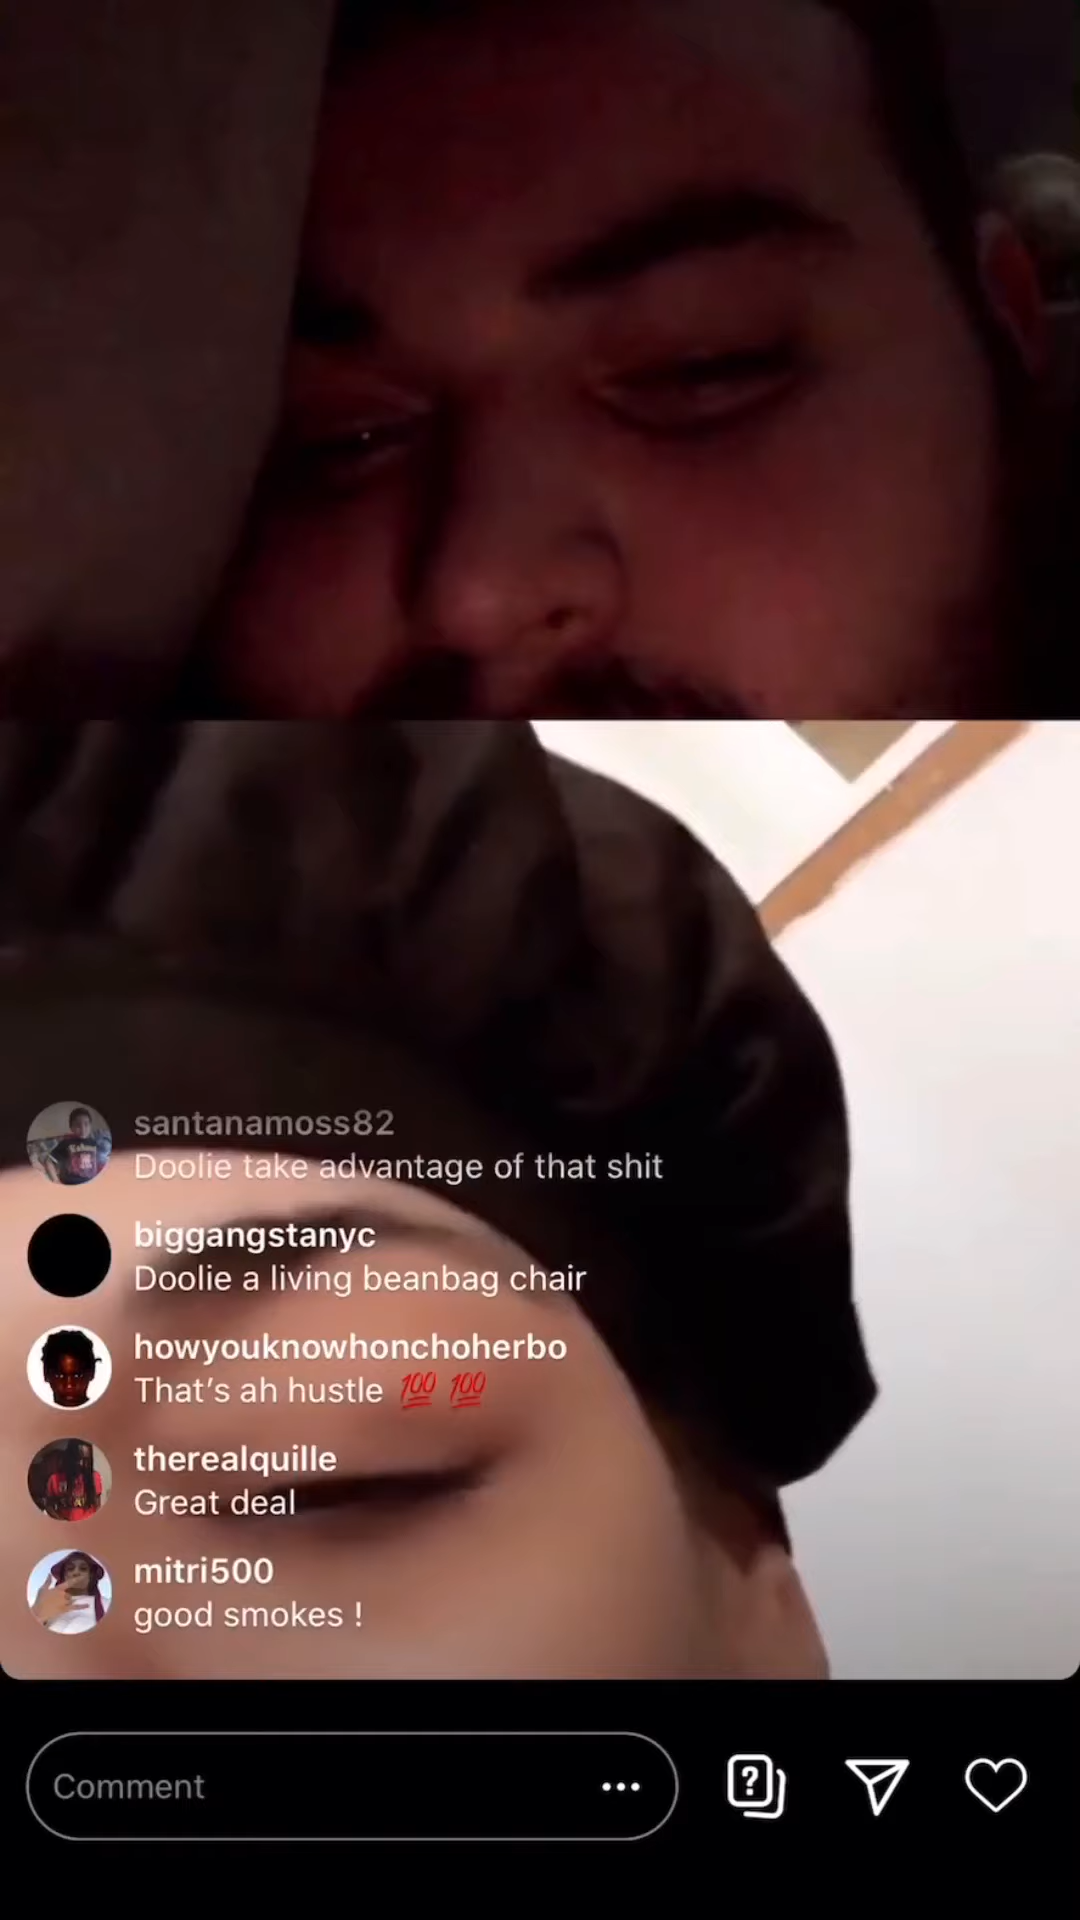 santanamoss82
Doolie take advantage of that shit
biggangstanyc
Doolie a living beanbag chair
howyouknowhonchoherbo
That’s ah hustle 💯 💯
therealquille
Great deal
mitri500
good smokes !
Comment